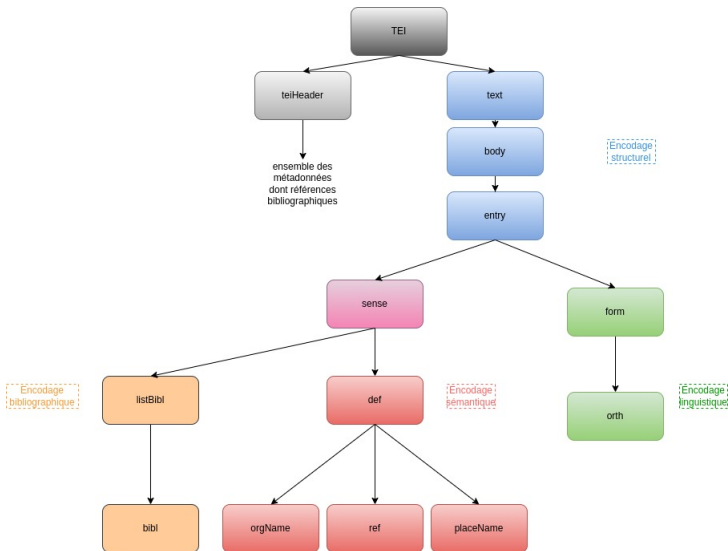 TEI
teiHeader
text
ensemble des
métadonnées
dont références
bibliographiques
body
Encodage
structurel
entry
sense
form
Encodage
bibliographique
listBibl
def
Encodage
sémantique
orth
Encodage
linguistique
bibl
orgName
ref
placeName